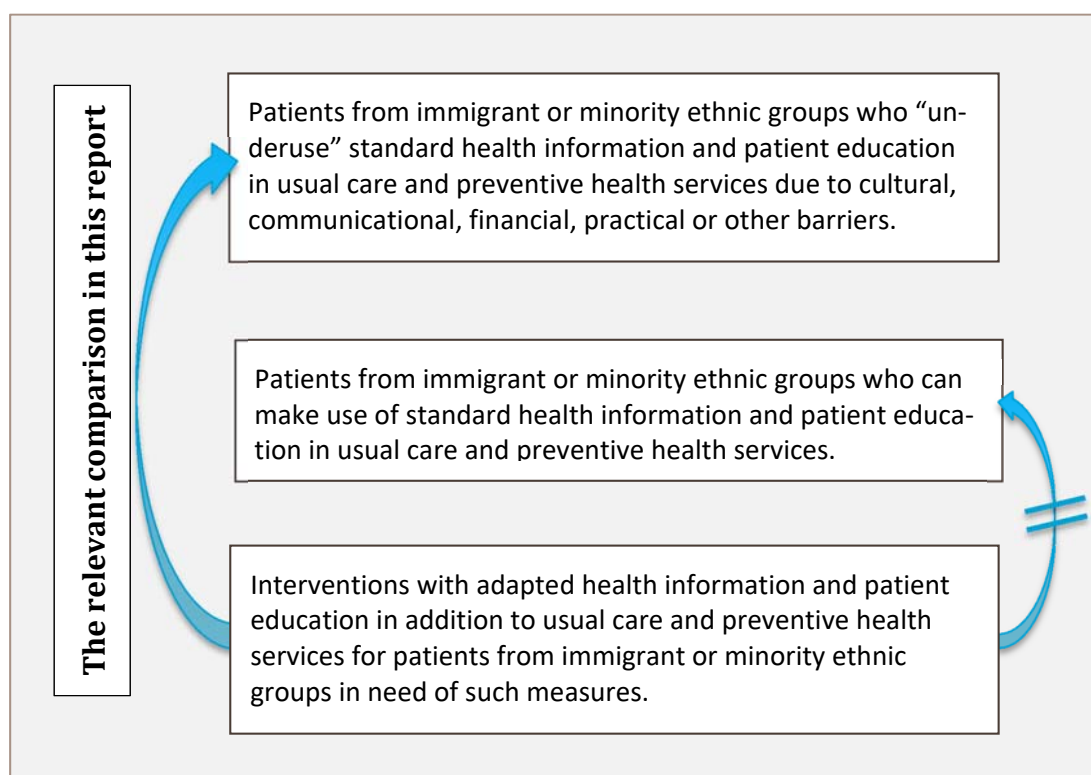 The relevant comparison in this report
Patients from immigrant or minority ethnic groups who “un-
deruse” standard health information and patient education
in usual care and preventive health services due to cultural,
communicational, financial, practical or other barriers.
Patients from immigrant or minority ethnic groups who can
make use of standard health information and patient educa-
tion in usual care and preventive health services.
Interventions with adapted health information and patient
education in addition to usual care and preventive health
services for patients from immigrant or minority ethnic
groups in need of such measures.